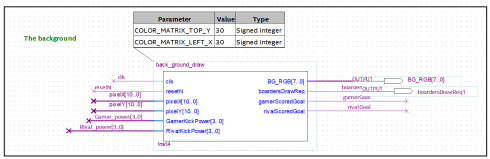 Parameter Value Type
COLOR_MATRIX_TOP_Y 30 Signed Integer
COLOR_MATRIX_LEFT_X 30 Signed Integer
The background
back_ground_draw
clk
clk
BG_RGB[7..0]
OUTPUT
BG_RGB[7..0]
resetN
resetN
boardersDrawReq
OUTPUT
boardersDrawReq1
pixelX[10..0]
pixelX[10..0]
gamerScoredGoal
gamerGoal
pixelY[10..0]
pixelY[10..0]
rivalScoredGoal
rivalGoal
Gamer_power[3..0]
GamerKickPower[3..0]
Rival_power[3..0]
RivalKickPower[3..0]
inst4